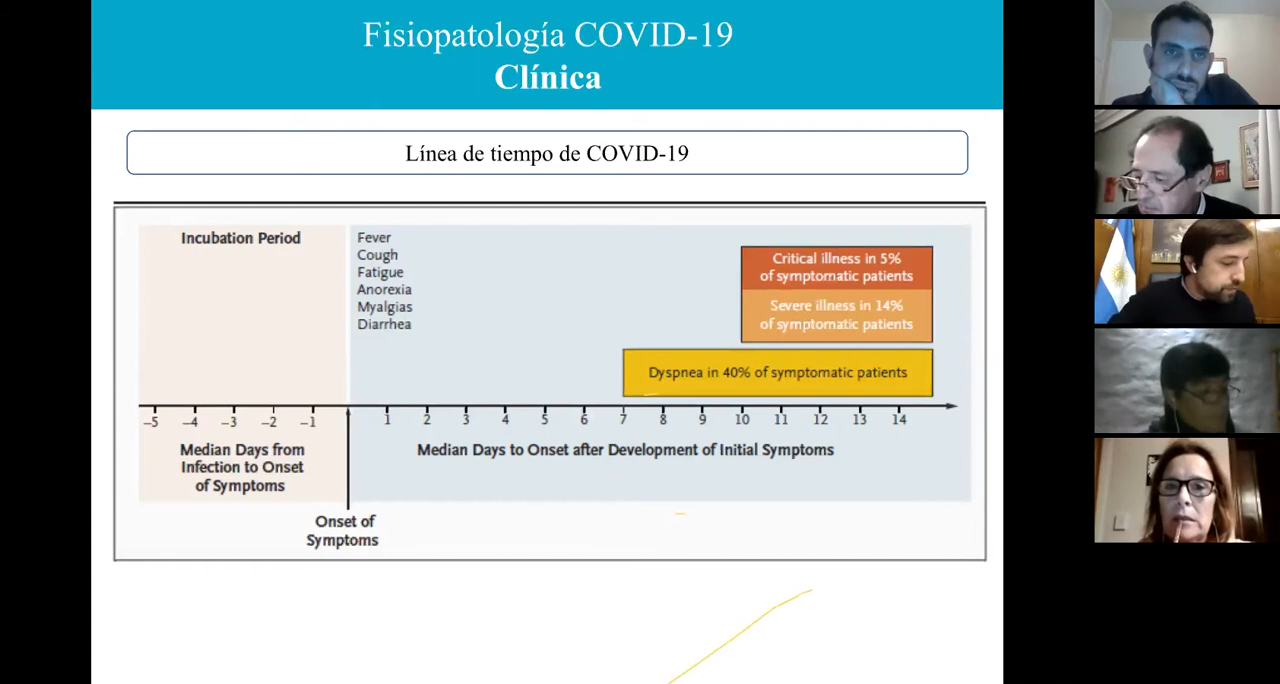 Fisiopatología COVID-19
Clínica
Línea de tiempo de COVID-19
Incubation Period
Fever
Cough
Fatigue
Anorexia
Myalgias
Diarrhea
Critical illness in 5%
of symptomatic patients
Severe illness in 14%
of symptomatic patients
Dyspnea in 40% of symptomatic patients
–5 –4 –3 –2 –1 1 2 3 4 5 6 7 8 9 10 11 12 13 14
Median Days from
Infection to Onset
of Symptoms
Median Days to Onset after Development of Initial Symptoms
Onset of
Symptoms